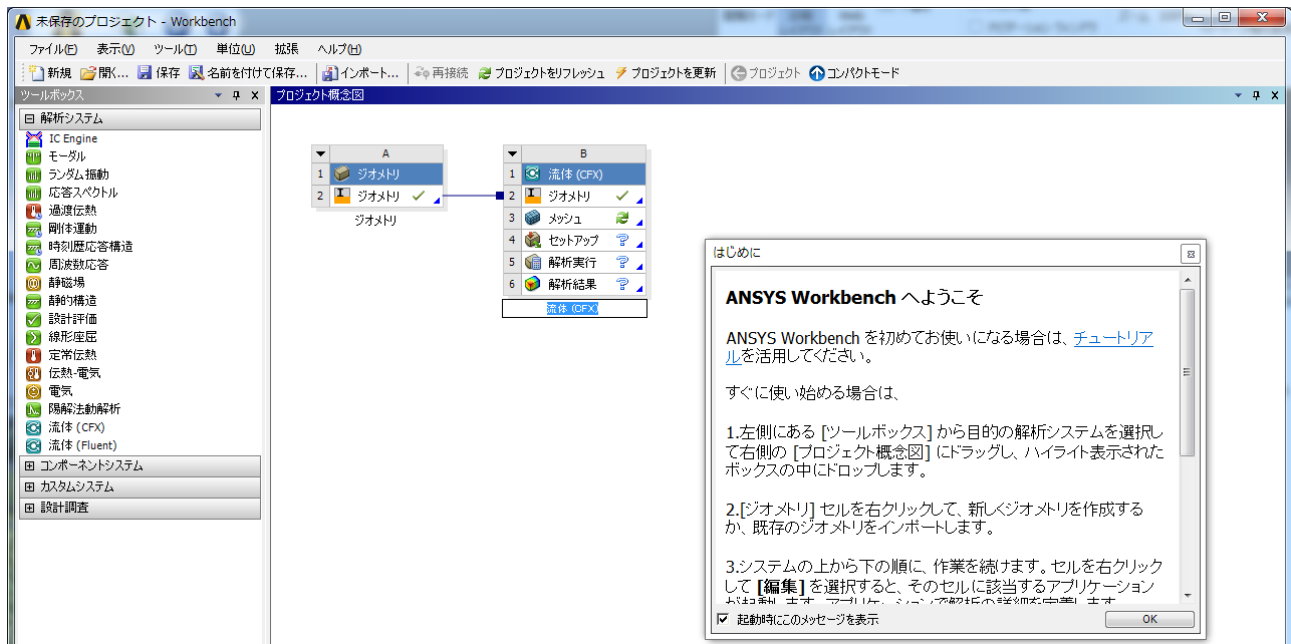 未保存のプロジェクト - Workbench
ファイル(F) 表示(V) ツール(T) 単位(U) 拡張 ヘルプ(H)
新規 開く... 保存 名前を付けて保存... インポート... 再接続 プロジェクトをリフレッシュ プロジェクトを更新 プロジェクト コンパクトモード
ツールボックス
解析システム
IC Engine
モーダル
ランダム振動
応答スペクトル
過渡伝熱
剛体運動
時刻歴応答構造
周波数応答
静磁場
静的構造
設計評価
線形座屈
定常伝熱
伝熱-電気
電気
陽解法動解析
流体 (CFX)
流体 (Fluent)
コンポーネントシステム
カスタムシステム
設計調査
プロジェクト概念図
A
1 ジオメトリ
2 ジオメトリ
ジオメトリ
B
1 流体 (CFX)
2 ジオメトリ
3 メッシュ
4 セットアップ
5 解析実行
6 解析結果
流体 (CFX)
はじめに
ANSYS Workbench へようこそ
ANSYS Workbench を初めてお使いになる場合は、チュートリア
ルを活用してください。
すぐに使い始める場合は、
1.左側にある [ツールボックス] から目的の解析システムを選択し
て右側の [プロジェクト概念図] にドラッグし、ハイライト表示された
ボックスの中にドロップします。
2.[ジオメトリ] セルを右クリックして、新しくジオメトリを作成する
か、既存のジオメトリをインポートします。
3.システムの上から下の順に、作業を続けます。セルを右クリック
して [編集] を選択すると、そのセルに該当するアプリケーション
が起動します。アプリケーションで解析の詳細を定義します。
起動時にこのメッセージを表示
OK